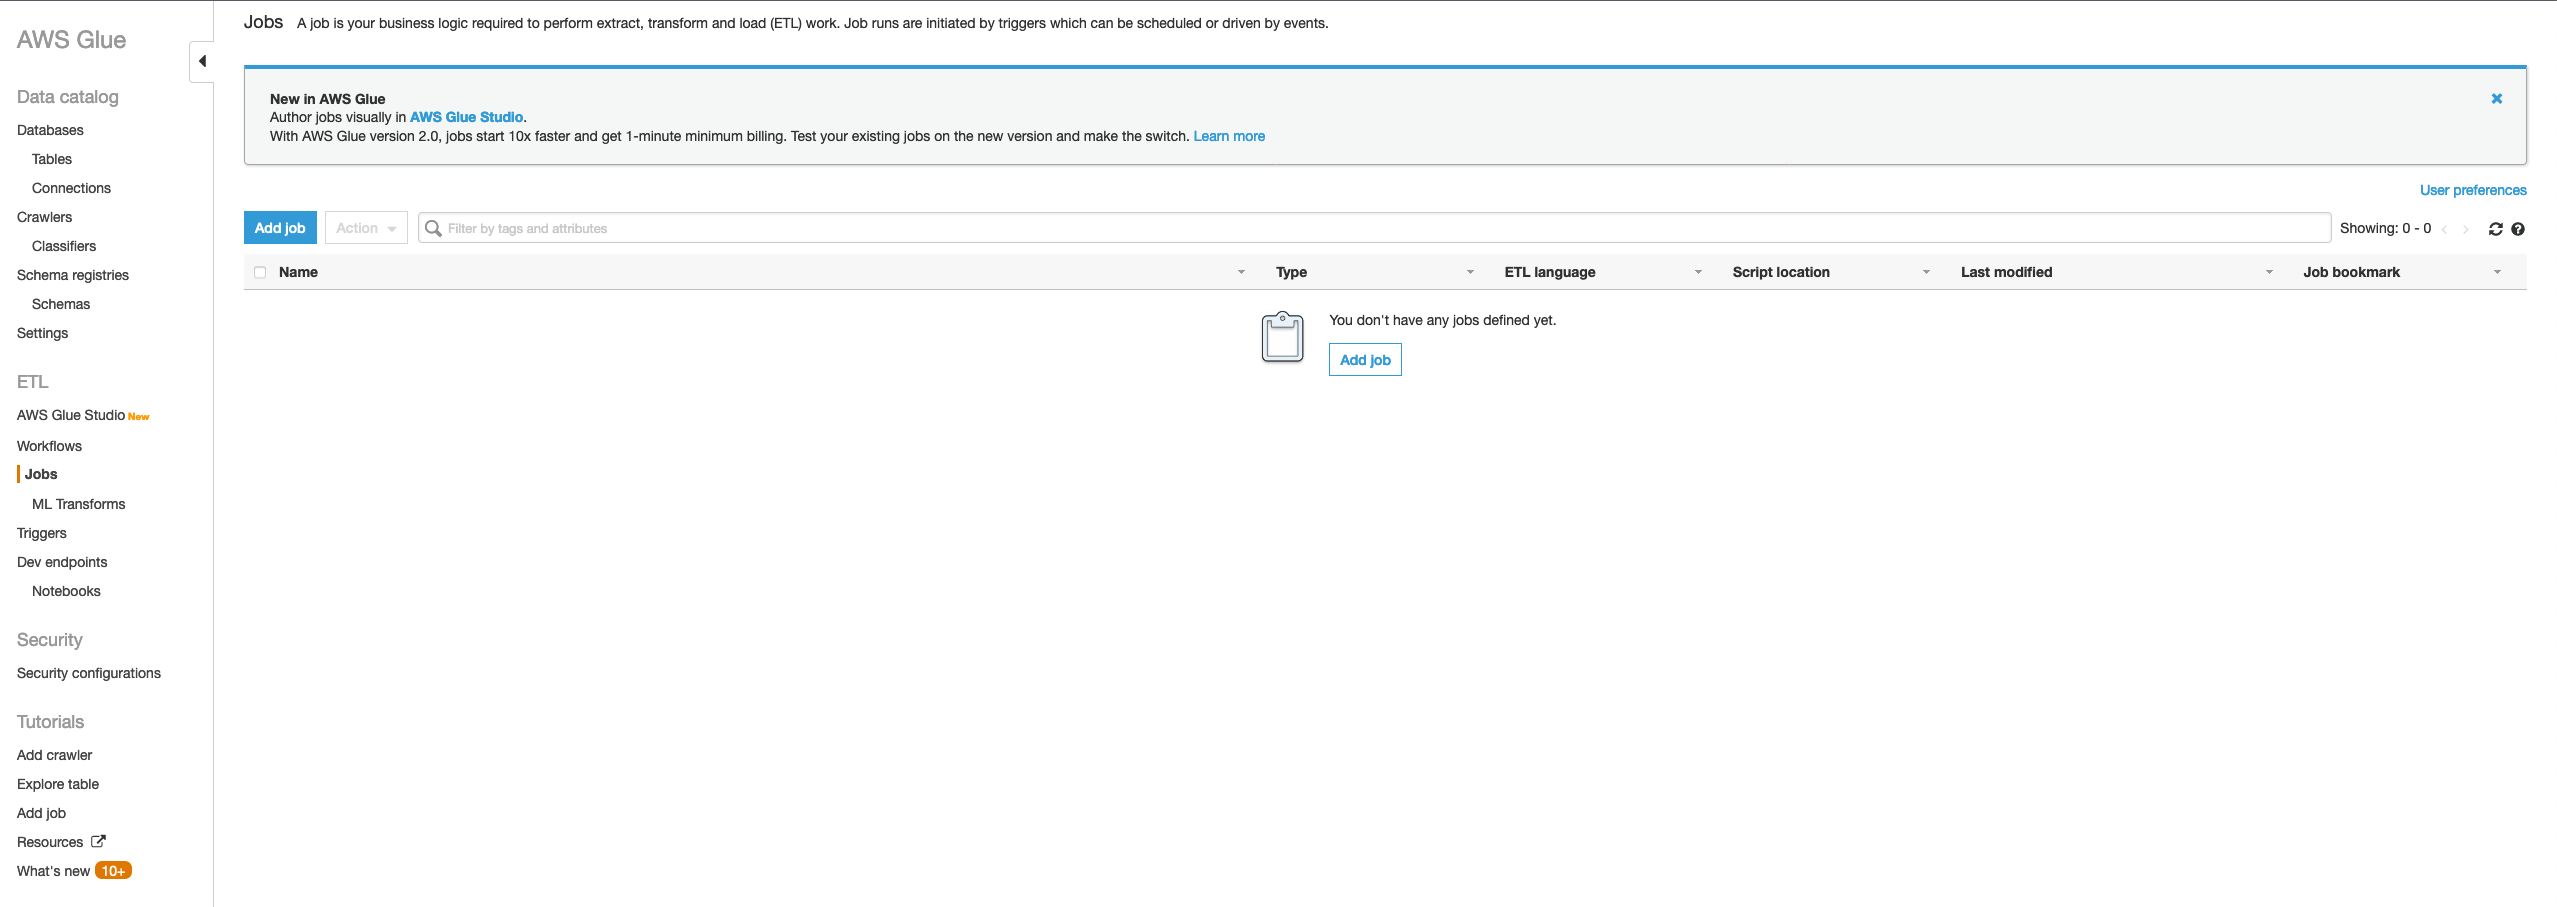 AWS Glue
Data catalog
Databases
Tables
Connections
Crawlers
Classifiers
Schema registries
Schemas
Settings
ETL
AWS Glue Studio New
Workflows
Jobs
ML Transforms
Triggers
Dev endpoints
Notebooks
Security
Security configurations
Tutorials
Add crawler
Explore table
Add job
Resources
What's new 10+
Jobs A job is your business logic required to perform extract, transform and load (ETL) work. Job runs are initiated by triggers which can be scheduled or driven by events.
New in AWS Glue
Author jobs visually in AWS Glue Studio.
With AWS Glue version 2.0, jobs start 10x faster and get 1-minute minimum billing. Test your existing jobs on the new version and make the switch. Learn more
User preferences
Add job Action Filter by tags and attributes Showing: 0 - 0
Name Type ETL language Script location Last modified Job bookmark
You don't have any jobs defined yet.
Add job